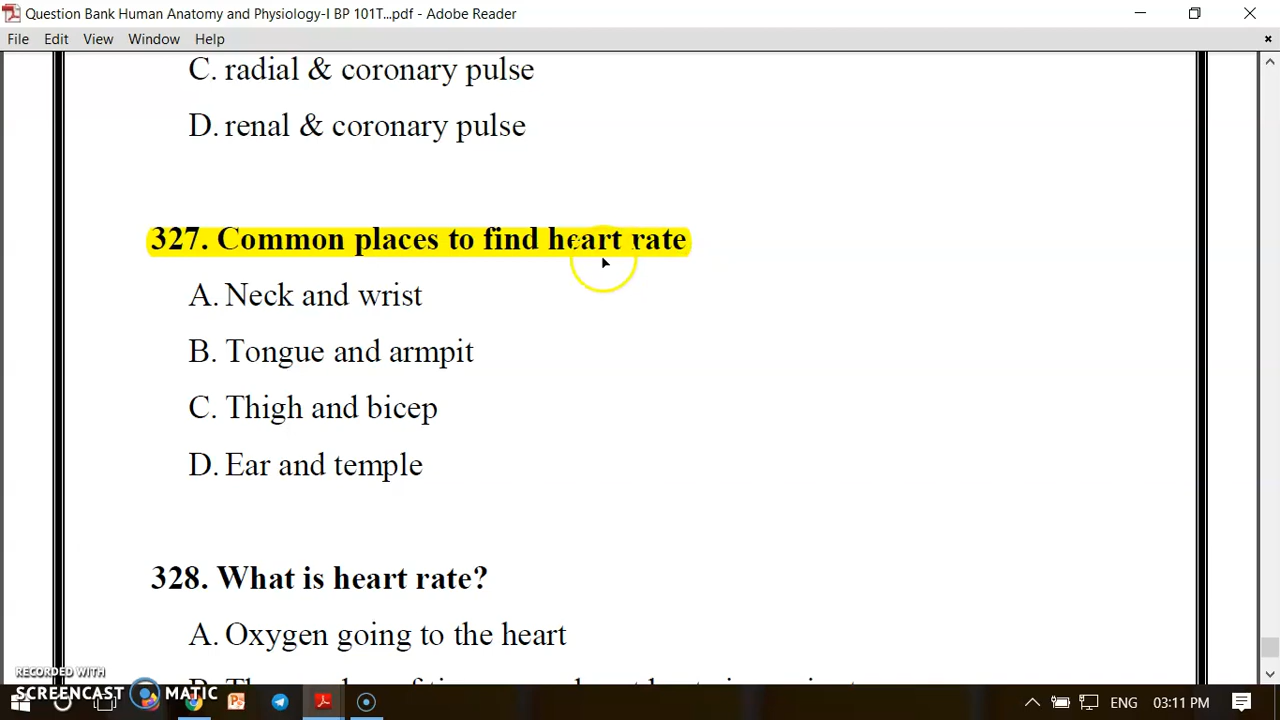 Question Bank Human Anatomy and Physiology-I BP 101T...pdf - Adobe Reader
File Edit View Window Help
C. radial & coronary pulse
D. renal & coronary pulse
327. Common places to find heart rate
A. Neck and wrist
B. Tongue and armpit
C. Thigh and bicep
D. Ear and temple
328. What is heart rate?
A. Oxygen going to the heart
RECORDED WITH
SCREENCAST MATIC
ENG 03:11 PM